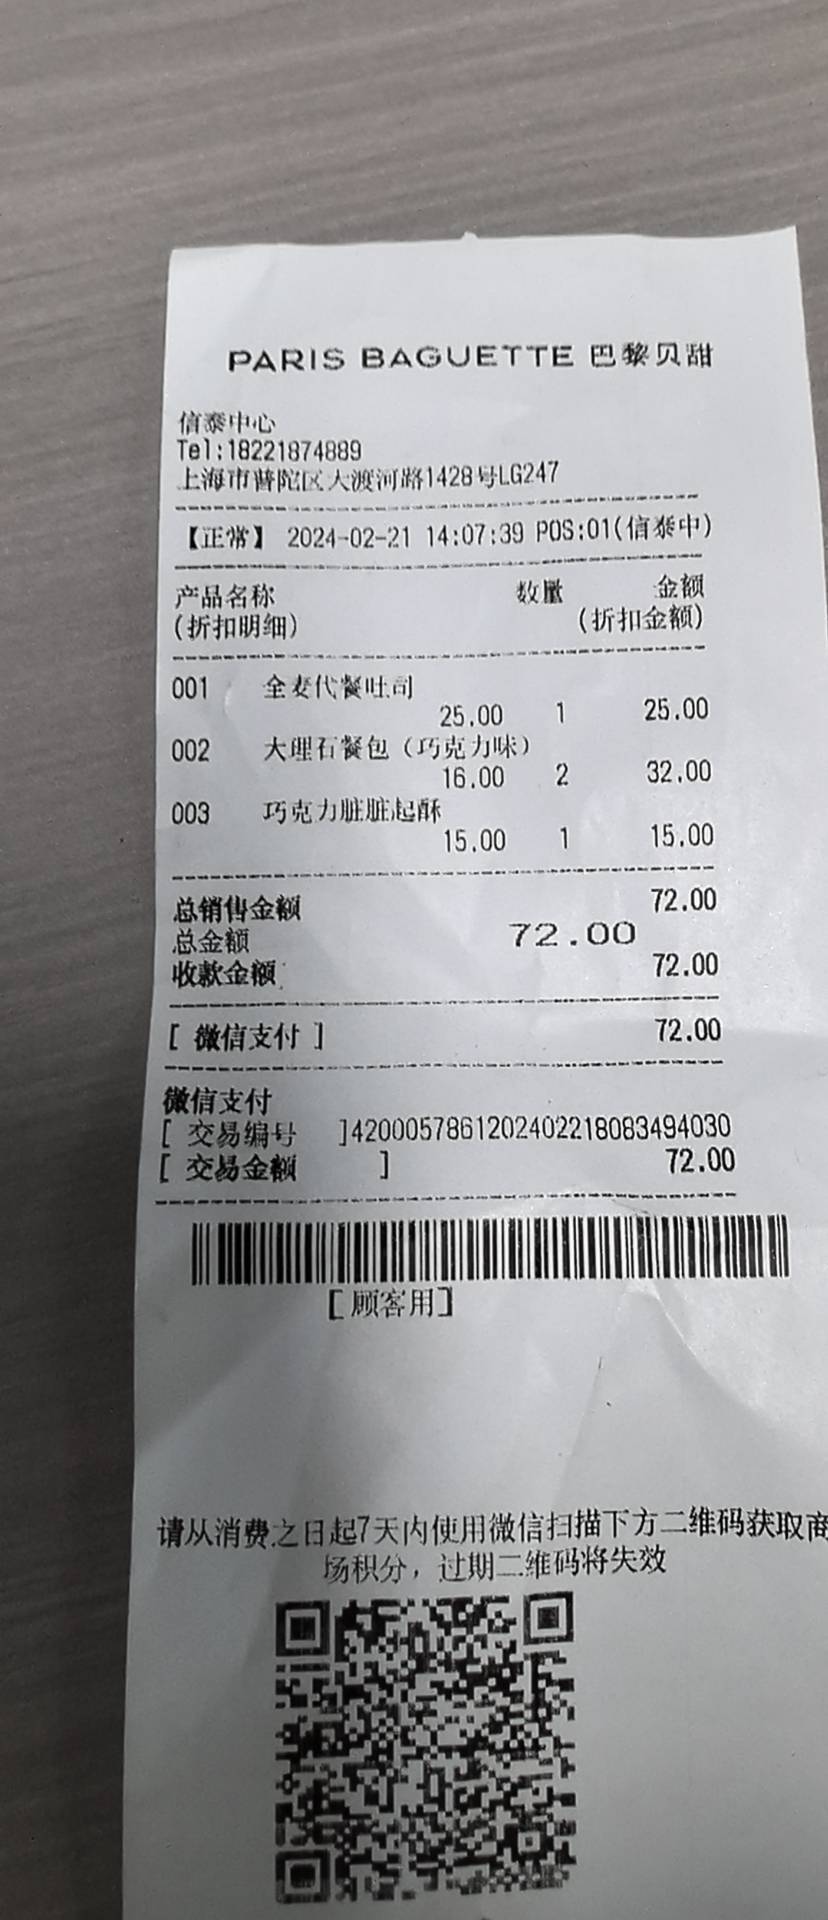 PARIS BAGUETTE 巴黎贝甜
信泰中心
Tel:18221874889
上海市普陀区大渡河路1428号LG247
【正常】 2024-02-21 14:07:39 POS:01(信泰中)
产品名称 数量 金额
(折扣明细) (折扣金额)
001 全麦代餐吐司
25.00 1 25.00
002 大理石餐包（巧克力味）
16.00 2 32.00
003 巧克力脏脏起酥
15.00 1 15.00
总销售金额 72.00
总金额 72.00
收款金额 72.00
[ 微信支付 ] 72.00
微信支付
[ 交易编号 ]4200057861202402218083494030
[ 交易金额 ] 72.00
[顾客用]
请从消费之日起7天内使用微信扫描下方二维码获取商
场积分，过期二维码将失效